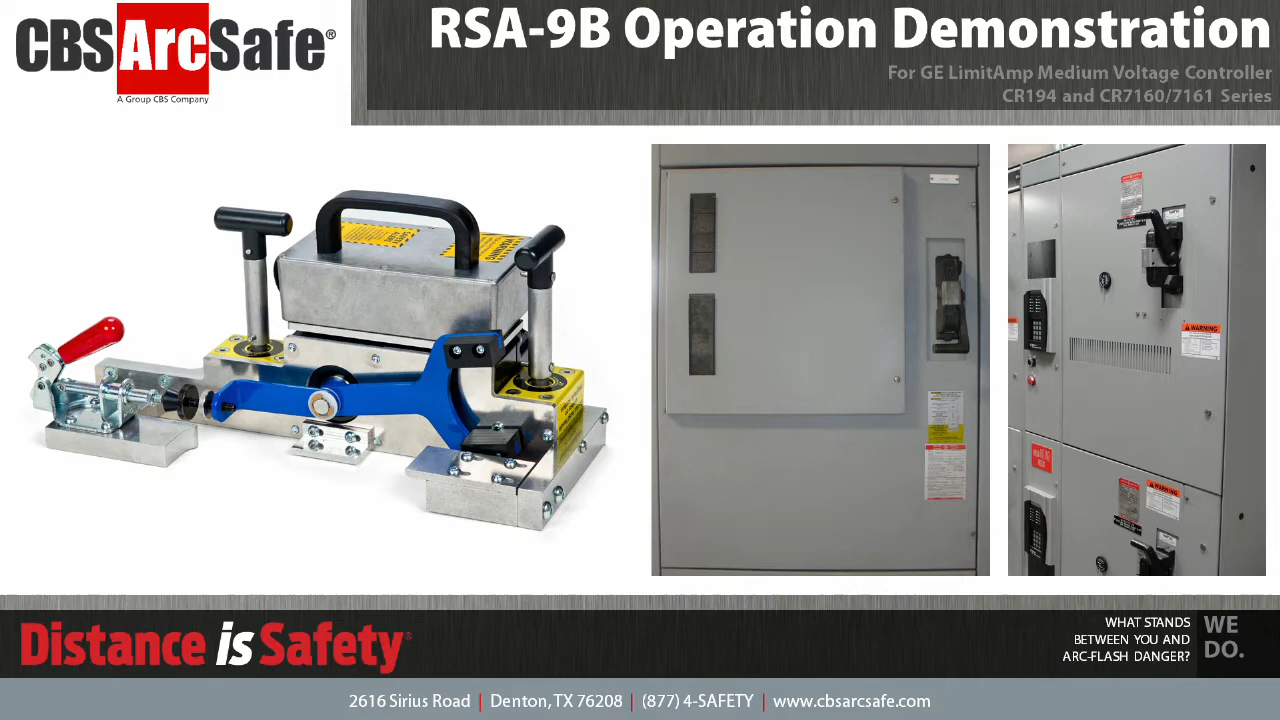 CBSArcSafe®
A Group CBS Company
RSA-9B Operation Demonstration
For GE LimitAmp Medium Voltage Controller
CR194 and CR7160/7161 Series
WARNING
WARNING
WARNING
Distance is Safety®
WHAT STANDS
BETWEEN YOU AND
ARC-FLASH DANGER?
WE
DO.
2616 Sirius Road | Denton, TX 76208 | (877) 4-SAFETY | www.cbsarcsafe.com